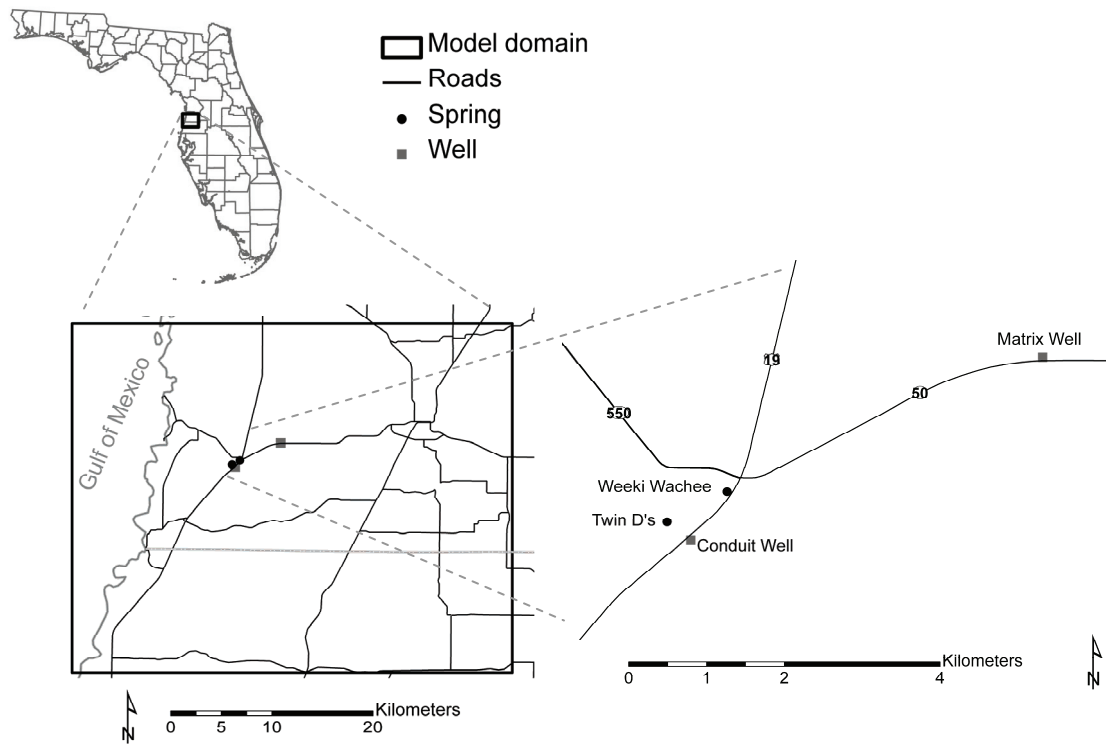 Model domain
Roads
Spring
Well
Gulf of Mexico
19
Matrix Well
50
550
Weeki Wachee
Twin D's
Conduit Well
Kilometers
0 1 2 4
N
Kilometers
0 5 10 20
N